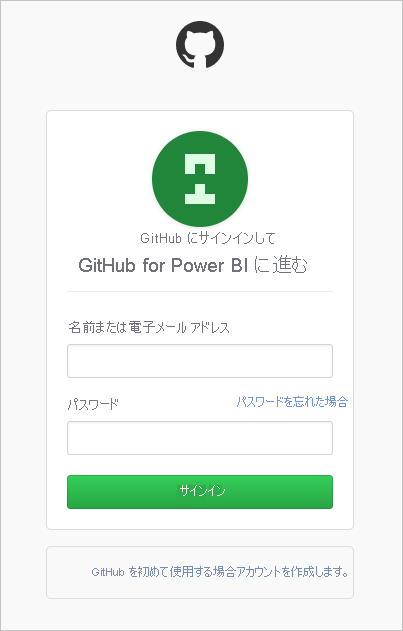 GitHub にサインインして
GitHub for Power BI に進む
名前または電子メール アドレス
パスワード
パスワードを忘れた場合
サインイン
GitHub を初めて使用する場合アカウントを作成します。